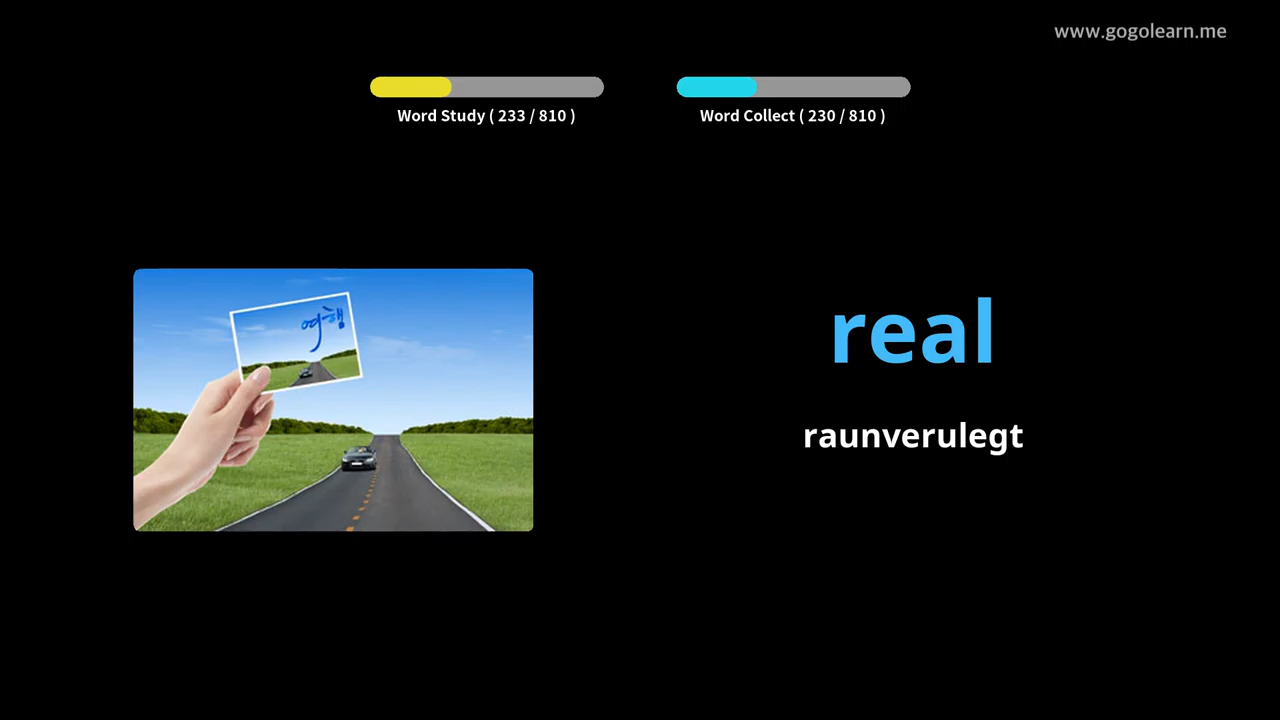 www.gogolearn.me
Word Study ( 233 / 810 )
Word Collect ( 230 / 810 )
여행
real
raunverulegt